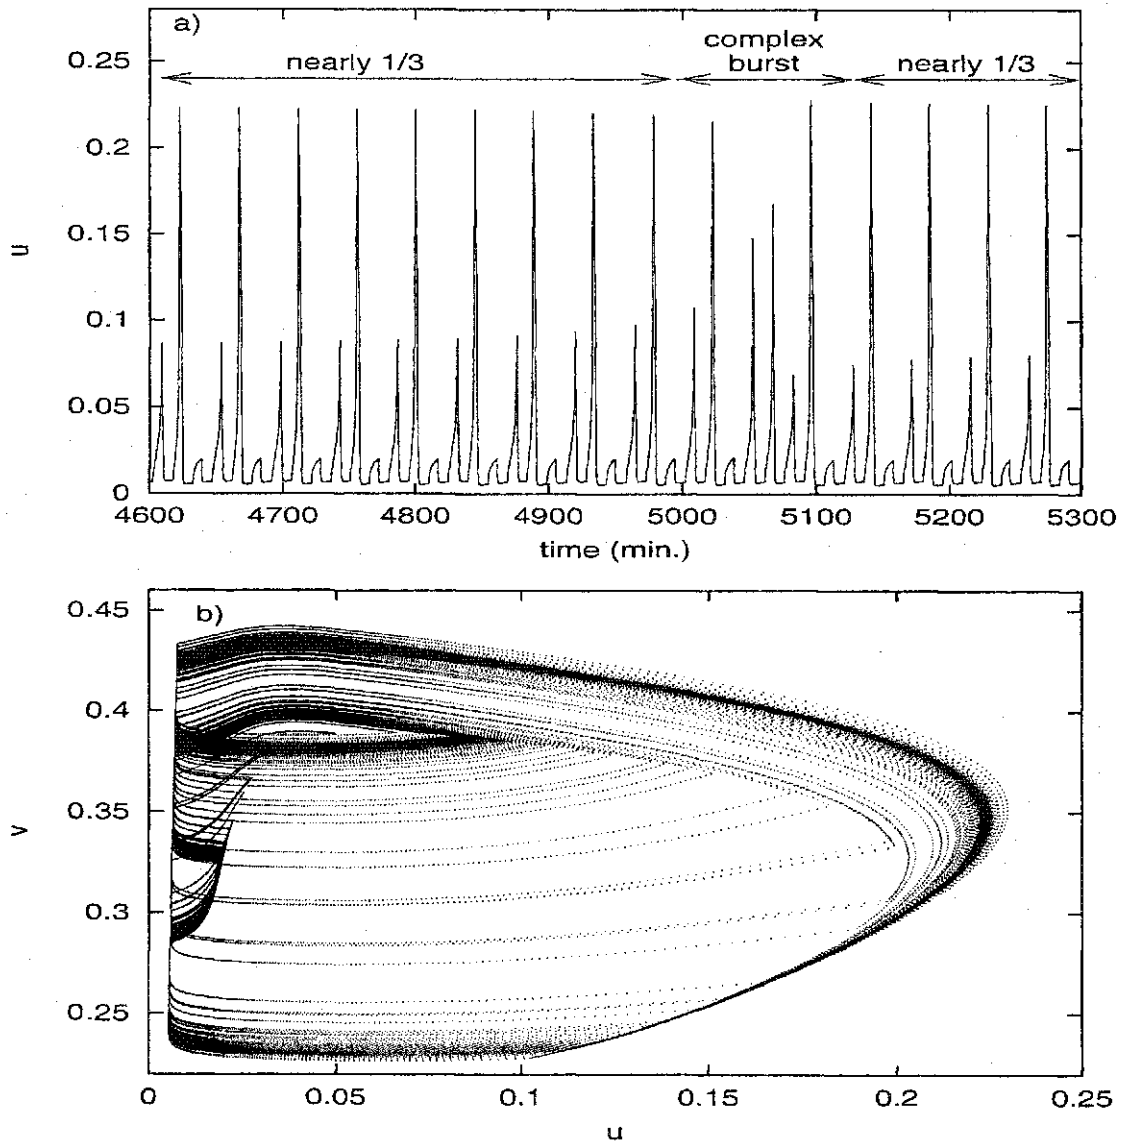 a)
nearly 1/3
complex
burst
nearly 1/3
0.25
0.2
0.15
0.1
0.05
0
u
4600 4700 4800 4900 5000 5100 5200 5300
time (min.)
b)
0.45
0.4
0.35
0.3
0.25
v
0 0.05 0.1 0.15 0.2 0.25
u